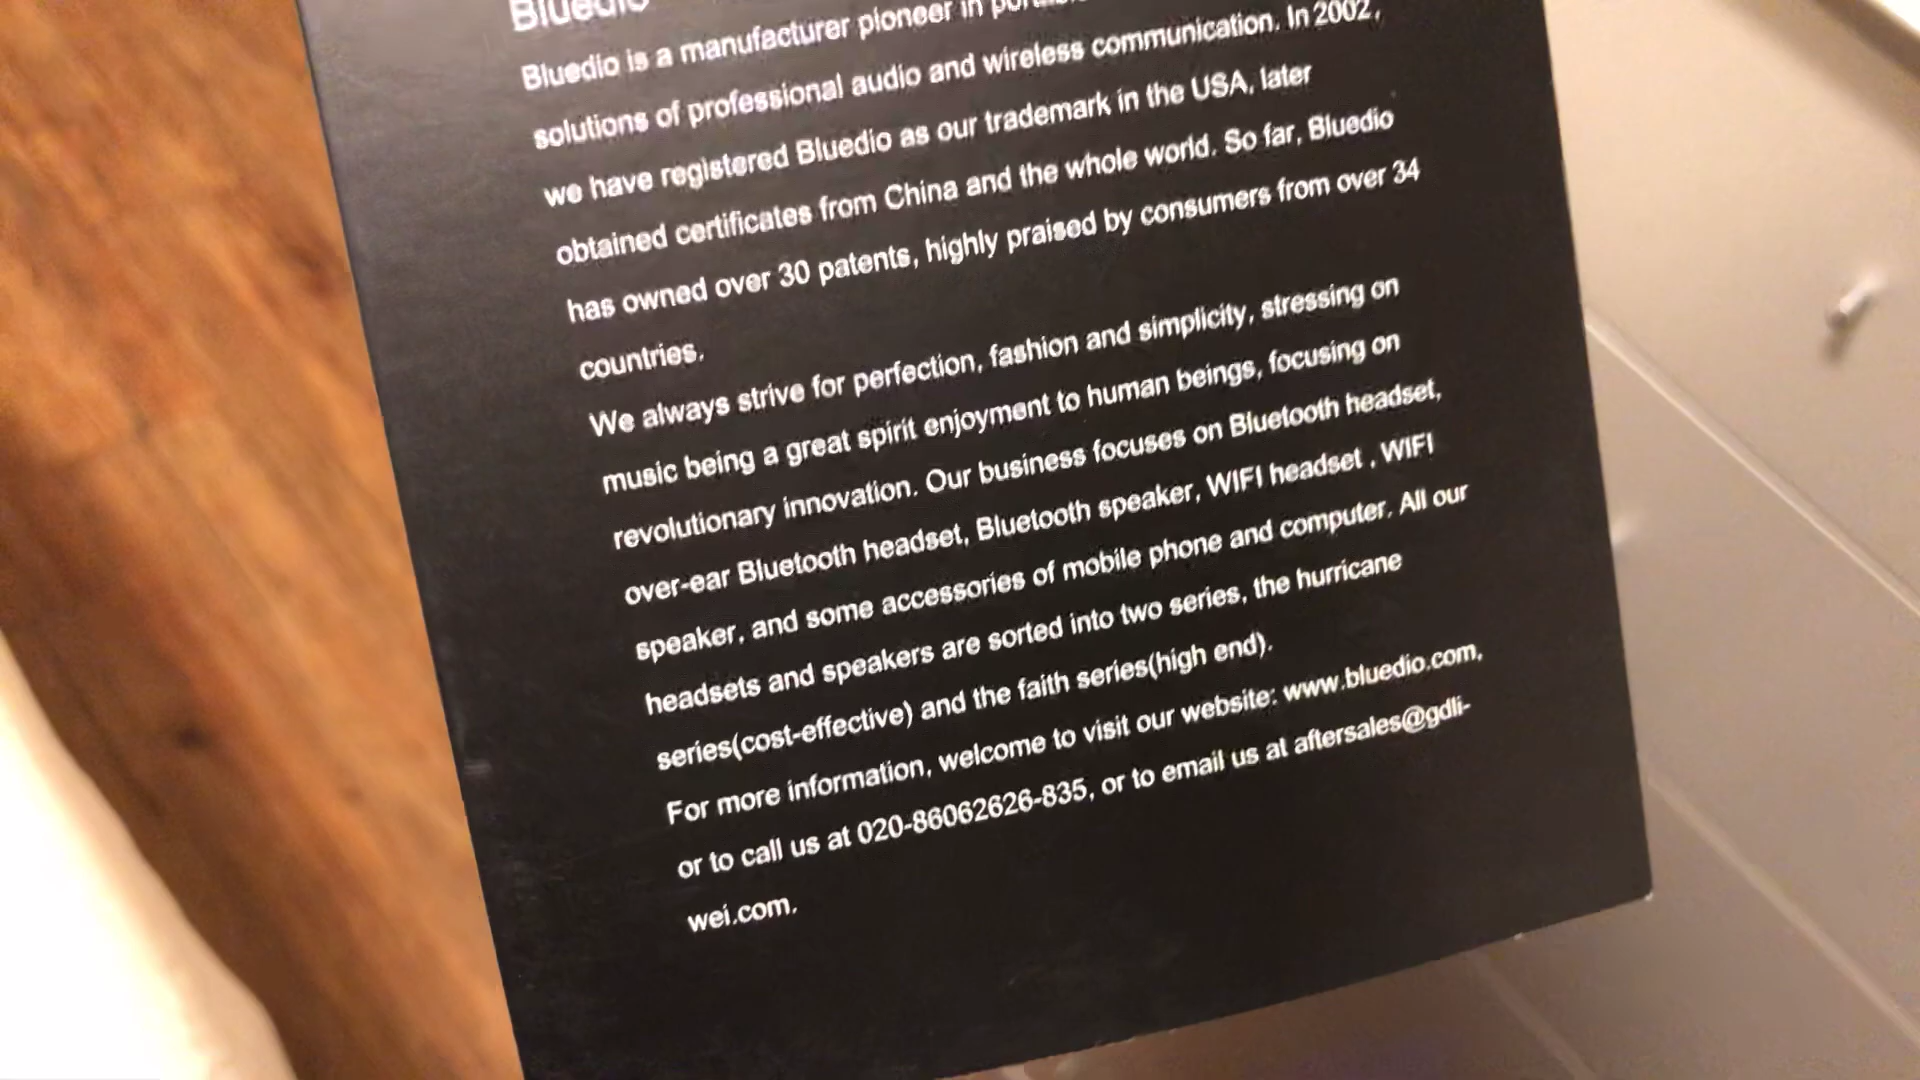 Bluedio
Bluedio is a manufacturer pioneer in
solutions of professional audio and wireless communication. In 2002,
we have registered Bluedio as our trademark in the USA, later
obtained certificates from China and the whole world. So far, Bluedio
has owned over 30 patents, highly praised by consumers from over 34
countries.
We always strive for perfection, fashion and simplicity, stressing on
music being a great spirit enjoyment to human beings, focusing on
revolutionary innovation. Our business focuses on Bluetooth headset,
over-ear Bluetooth headset, Bluetooth speaker, WIFI headset , WIFI
speaker, and some accessories of mobile phone and computer. All our
headsets and speakers are sorted into two series, the hurricane
series(cost-effective) and the faith series(high end).
For more information, welcome to visit our website: www.bluedio.com,
or to call us at 020-86062626-835, or to email us at aftersales@gdli-
wei.com.